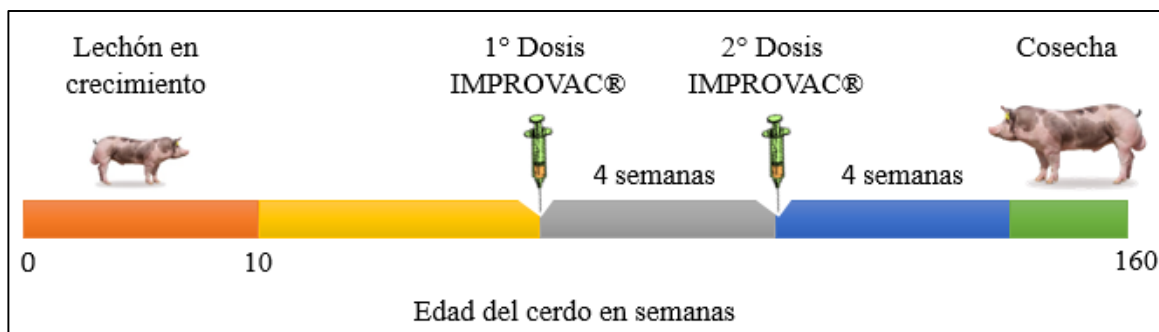 Lechón en
crecimiento
1° Dosis
IMPROVAC®
2° Dosis
IMPROVAC®
Cosecha
4 semanas
4 semanas
0
10
160
Edad del cerdo en semanas